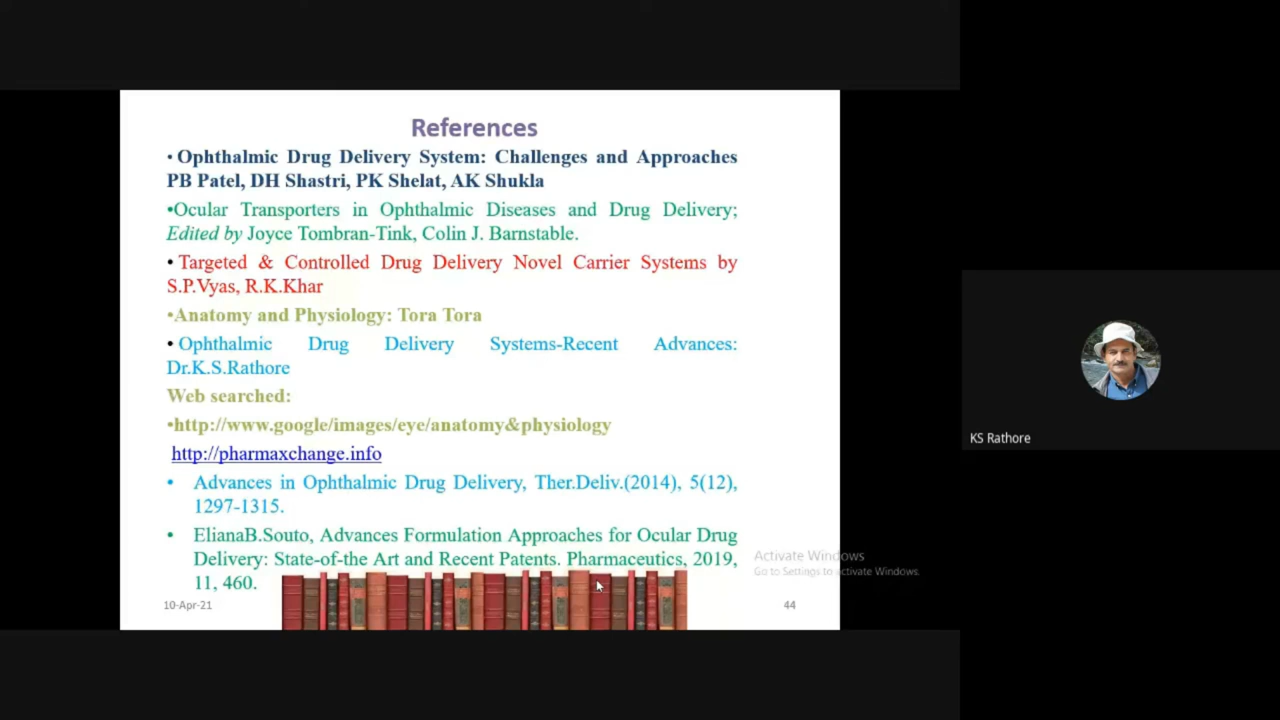 References
• Ophthalmic Drug Delivery System: Challenges and Approaches
PB Patel, DH Shastri, PK Shelat, AK Shukla
•Ocular Transporters in Ophthalmic Diseases and Drug Delivery;
Edited by Joyce Tombran-Tink, Colin J. Barnstable.
• Targeted & Controlled Drug Delivery Novel Carrier Systems by
S.P.Vyas, R.K.Khar
•Anatomy and Physiology: Tora Tora
• Ophthalmic Drug Delivery Systems-Recent Advances:
Dr.K.S.Rathore
Web searched:
•http://www.google/images/eye/anatomy&physiology
http://pharmaxchange.info
• Advances in Ophthalmic Drug Delivery, Ther.Deliv.(2014), 5(12),
1297-1315.
• ElianaB.Souto, Advances Formulation Approaches for Ocular Drug
Delivery: State-of-the Art and Recent Patents. Pharmaceutics, 2019,
11, 460.
10-Apr-21
44
Activate Windows
Go to Settings to activate Windows.
KS Rathore